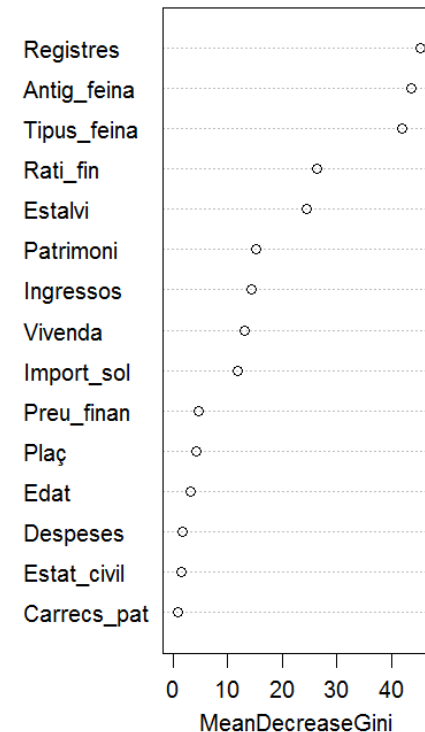 Registres
Antig_feina
Tipus_feina
Rati_fin
Estalvi
Patrimoni
Ingressos
Vivenda
Import_sol
Preu_finan
Plaç
Edat
Despeses
Estat_civil
Carrecs_pat
0 10 20 30 40
MeanDecreaseGini